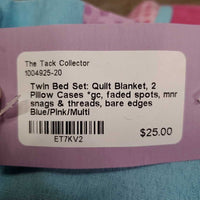 The Tack Collector
1004925-20
Twin Bed Set: Quilt Blanket, 2
Pillow Cases *gc, faded spots, mnr
snags & threads, bare edges
Blue/Pink/Multi
$25.00
ET7KV2